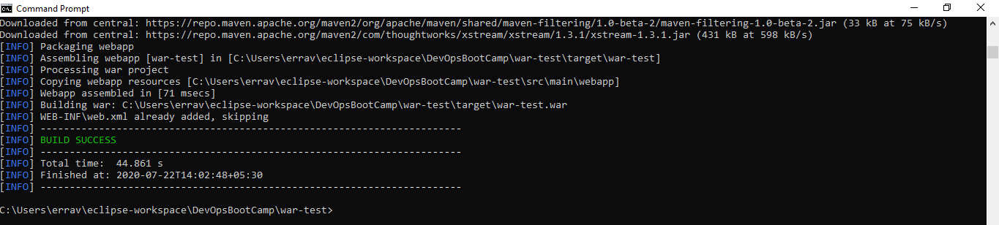 Command Prompt
Downloaded from central: https://repo.maven.apache.org/maven2/org/apache/maven/shared/maven-filtering/1.0-beta-2/maven-filtering-1.0-beta-2.jar (33 kB at 75 kB/s)
Downloaded from central: https://repo.maven.apache.org/maven2/com/thoughtworks/xstream/xstream/1.3.1/xstream-1.3.1.jar (431 kB at 598 kB/s)
[INFO] Packaging webapp
[INFO] Assembling webapp [war-test] in [C:\Users\errav\eclipse-workspace\DevOpsBootCamp\war-test\target\war-test]
[INFO] Processing war project
[INFO] Copying webapp resources [C:\Users\errav\eclipse-workspace\DevOpsBootCamp\war-test\src\main\webapp]
[INFO] Webapp assembled in [71 msecs]
[INFO] Building war: C:\Users\errav\eclipse-workspace\DevOpsBootCamp\war-test\target\war-test.war
[INFO] WEB-INF\web.xml already added, skipping
[INFO] ------------------------------------------------------------------------
[INFO] BUILD SUCCESS
[INFO] ------------------------------------------------------------------------
[INFO] Total time:  44.861 s
[INFO] Finished at: 2020-07-22T14:02:48+05:30
[INFO] ------------------------------------------------------------------------
C:\Users\errav\eclipse-workspace\DevOpsBootCamp\war-test>